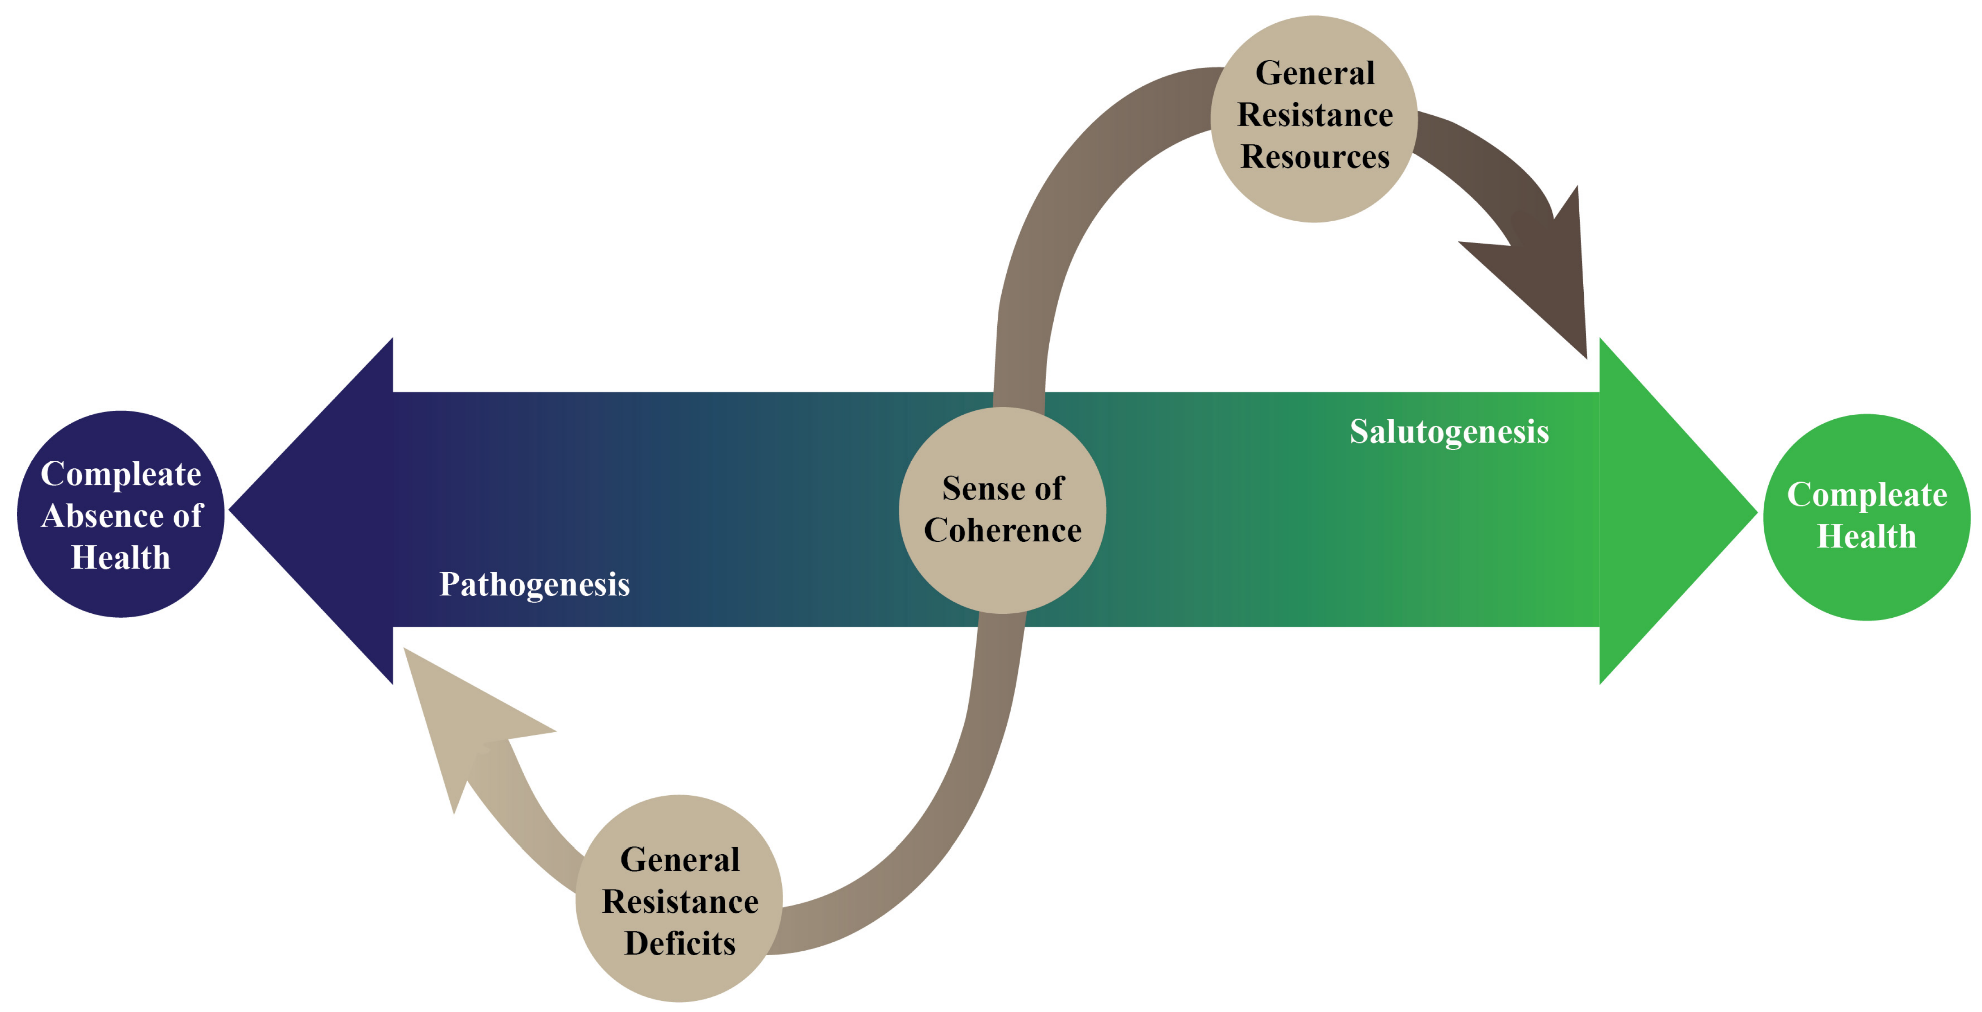 General
Resistance
Resources
Salutogenesis
Compleate
Absence of
Health
Sense of
Coherence
Compleate
Health
Pathogenesis
General
Resistance
Deficits